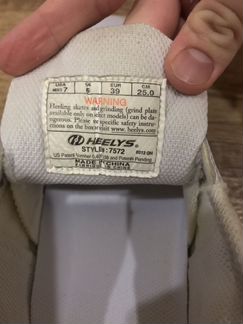 USA UK EUR CM
MEN'S 7 6 39 25.0
WARNING
Heeling skates and grinding (grind plate
available only on select models) can be da-
ngerous. Please see specific safety instru-
ctions on the box/visit www.heelys.com
HEELYS®
STYLE#:7572
US Patent Number 6,406,038 and Patents Pending.
MADE IN CHINA